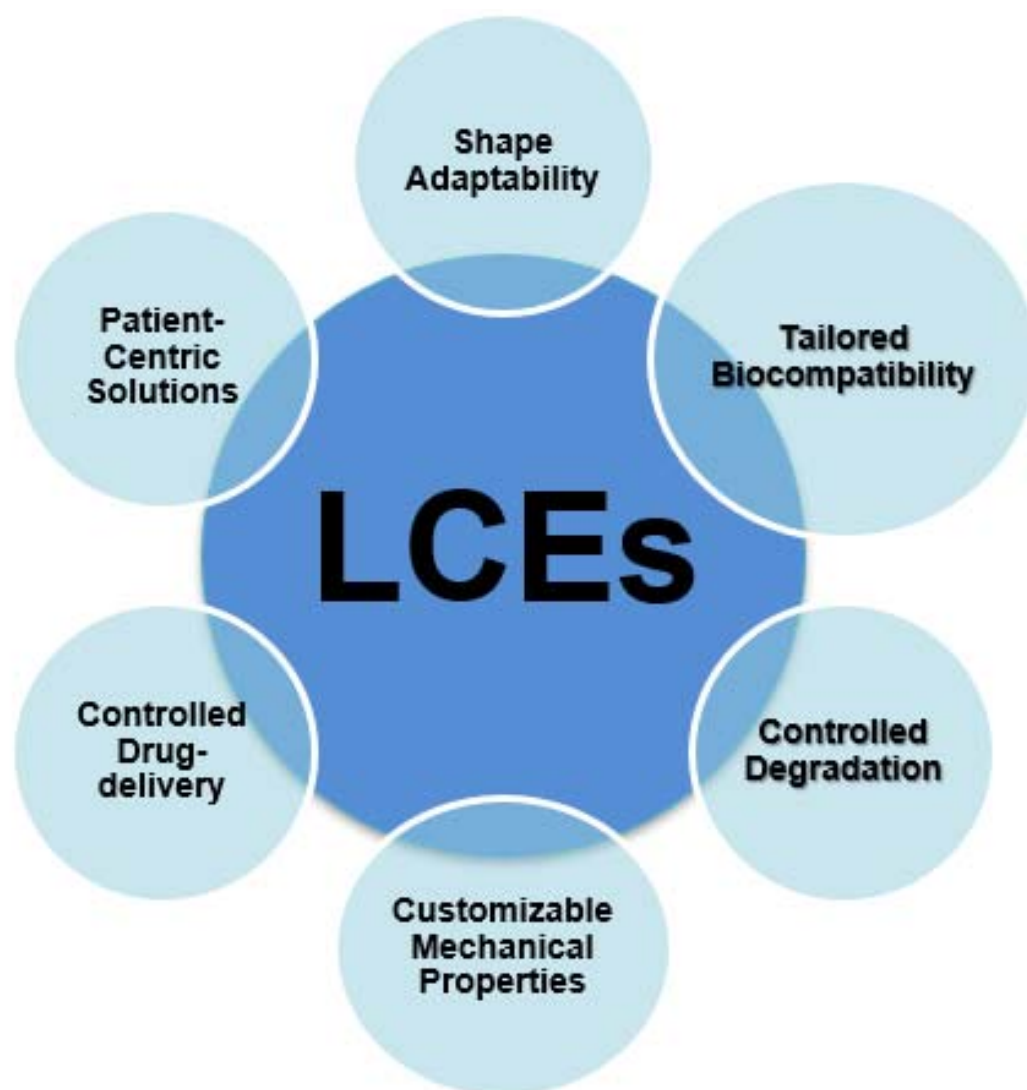 Shape
Adaptability
Patient-
Centric
Solutions
Tailored
Biocompatibility
LCEs
Controlled
Drug-
delivery
Controlled
Degradation
Customizable
Mechanical
Properties